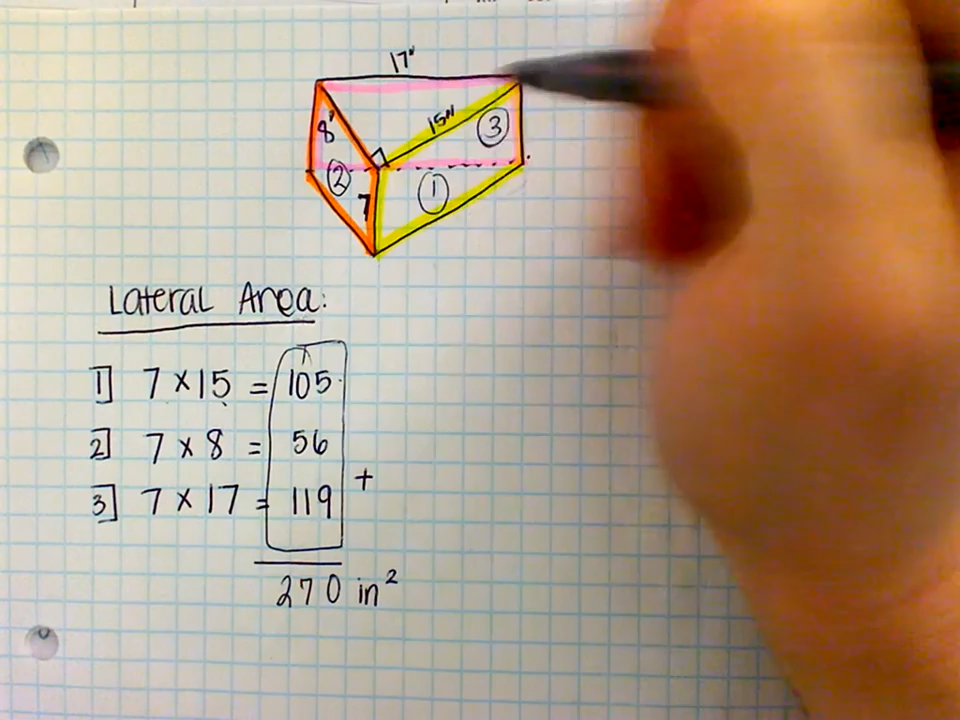 17"
8"
15"
3
2
7
1
Lateral Area:
1] 7 × 15 = 105
2] 7 × 8 = 56
3] 7 × 17 = 119
+
270 in²